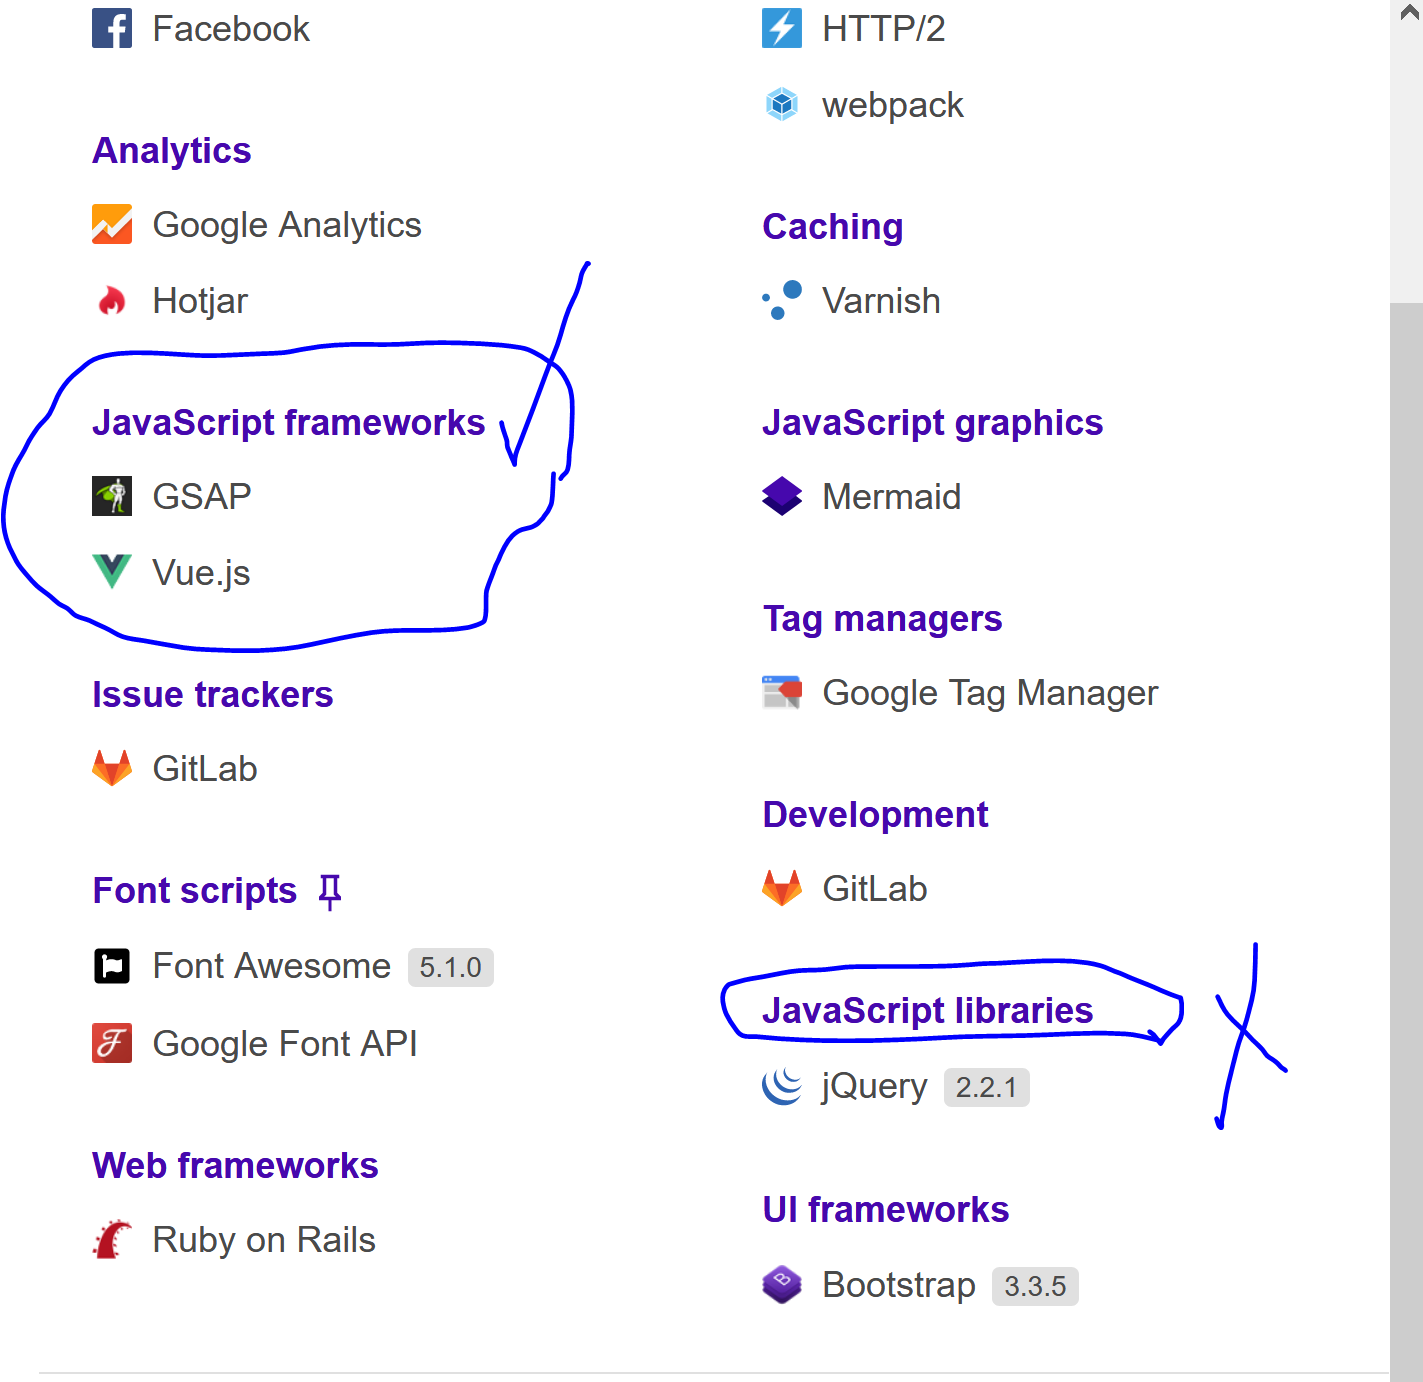 Facebook
Analytics
Google Analytics
Hotjar
JavaScript frameworks
GSAP
Vue.js
Issue trackers
GitLab
Font scripts
Font Awesome 5.1.0
Google Font API
Web frameworks
Ruby on Rails
HTTP/2
webpack
Caching
Varnish
JavaScript graphics
Mermaid
Tag managers
Google Tag Manager
Development
GitLab
JavaScript libraries
jQuery 2.2.1
UI frameworks
Bootstrap 3.3.5